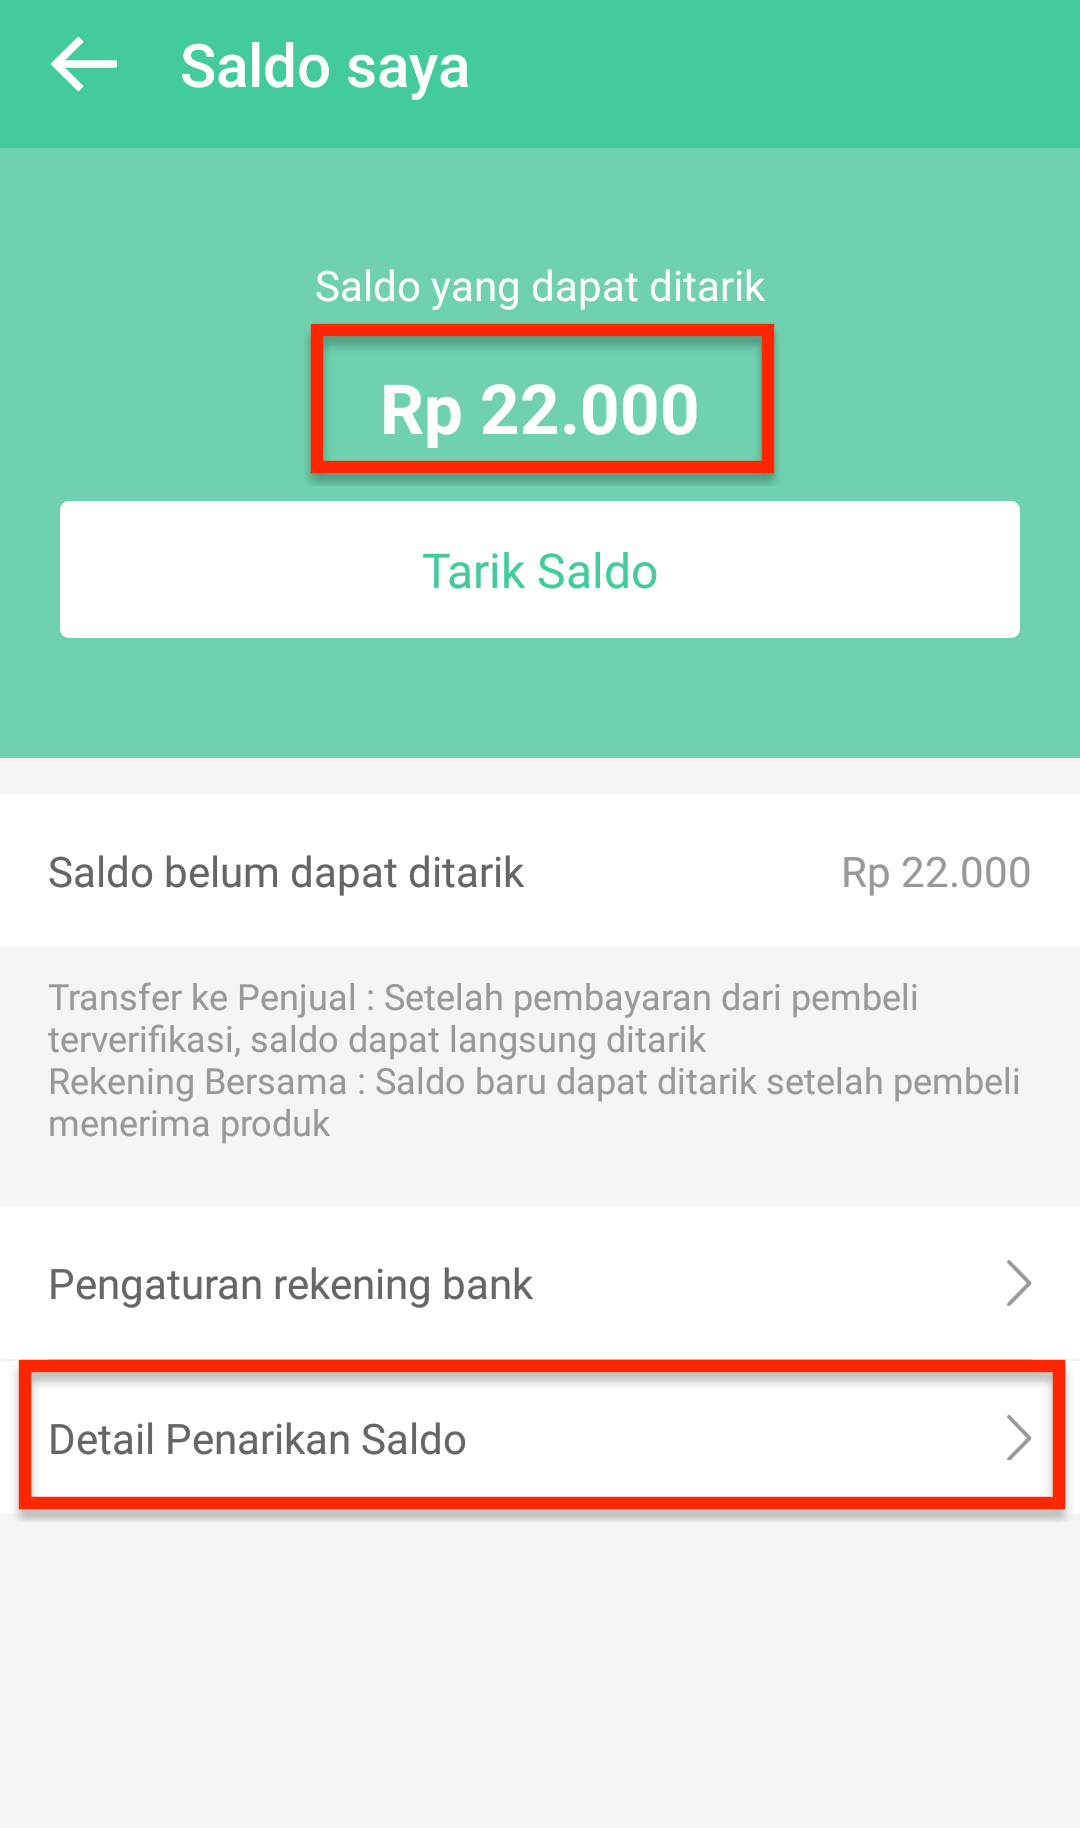 Saldo saya
Saldo yang dapat ditarik
Rp 22.000
Tarik Saldo
Saldo belum dapat ditarik Rp 22.000
Transfer ke Penjual : Setelah pembayaran dari pembeli
terverifikasi, saldo dapat langsung ditarik
Rekening Bersama : Saldo baru dapat ditarik setelah pembeli
menerima produk
Pengaturan rekening bank
Detail Penarikan Saldo